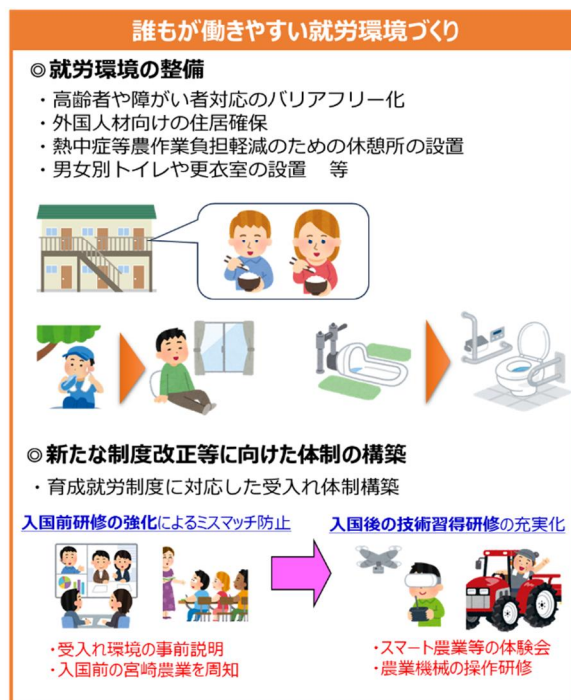 誰もが働きやすい就労環境づくり
◎就労環境の整備
・高齢者や障がい者対応のバリアフリー化
・外国人材向けの住居確保
・熱中症等農作業負担軽減のための休憩所の設置
・男女別トイレや更衣室の設置　等
◎新たな制度改正等に向けた体制の構築
・育成就労制度に対応した受入れ体制構築
入国前研修の強化によるミスマッチ防止
入国後の技術習得研修の充実化
・受入れ環境の事前説明
・入国前の宮崎農業を周知
・スマート農業等の体験会
・農業機械の操作研修